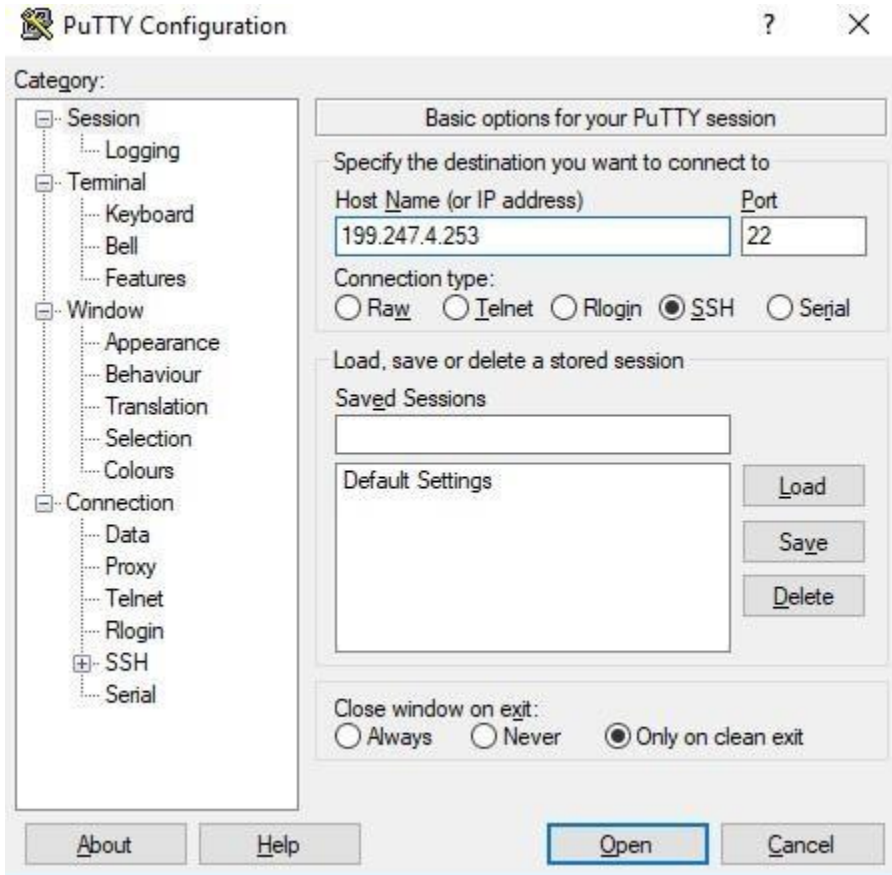 PuTTY Configuration
?
Category:
Session
Logging
Terminal
Keyboard
Bell
Features
Window
Appearance
Behaviour
Translation
Selection
Colours
Connection
Data
Proxy
Telnet
Rlogin
SSH
Serial
Basic options for your PuTTY session
Specify the destination you want to connect to
Host Name (or IP address) Port
199.247.4.253 22
Connection type:
Raw Telnet Rlogin SSH Serial
Load, save or delete a stored session
Saved Sessions
Default Settings
Load
Save
Delete
Close window on exit:
Always Never Only on clean exit
About Help Open Cancel